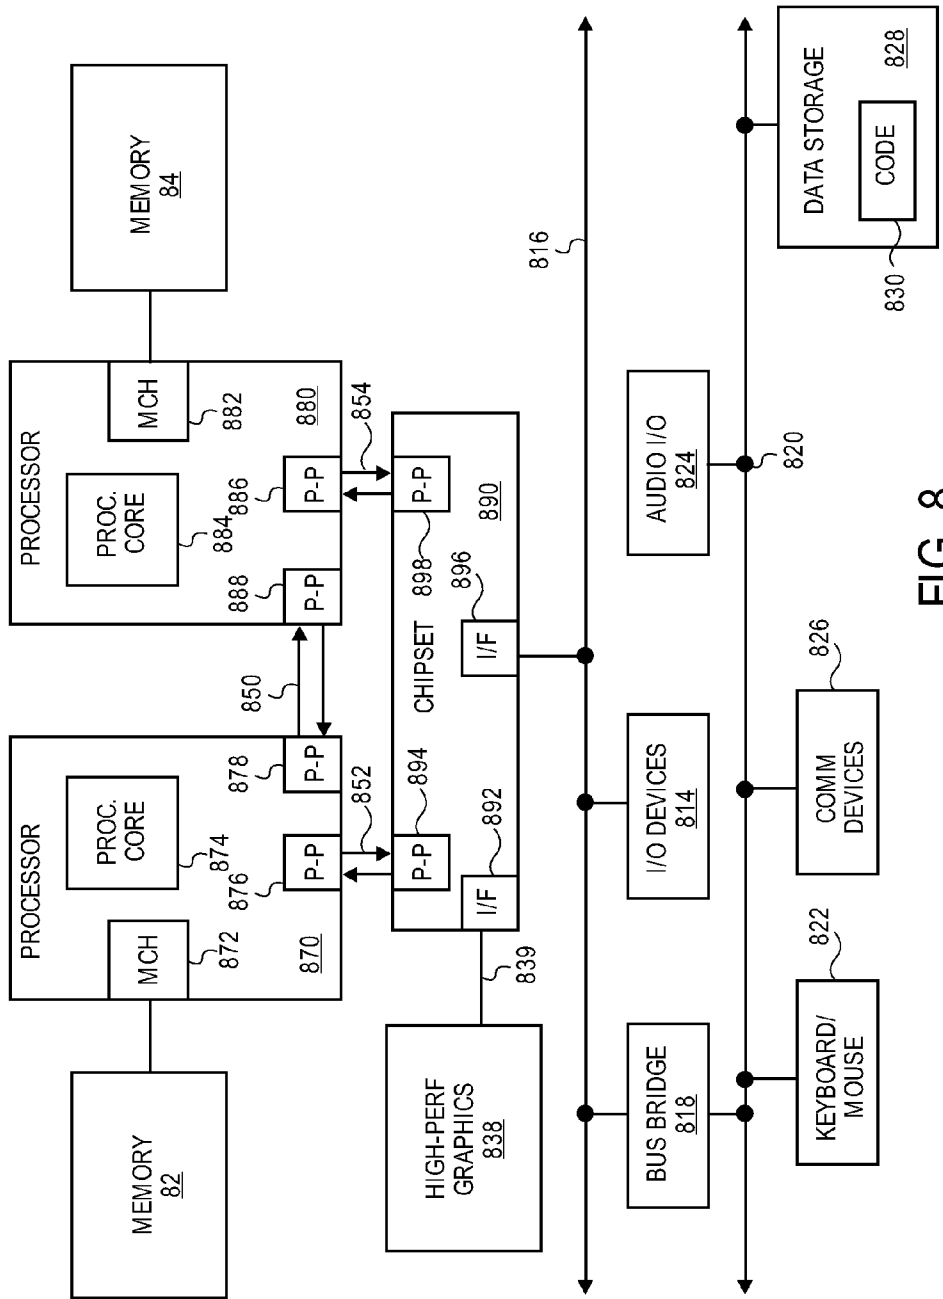 PROCESSOR
PROCESSOR
MEMORY
82
MCH
872
PROC.
CORE
874
870
876
P-P
878
P-P
850
888
P-P
PROC.
CORE
884
886
P-P
MCH
882
880
MEMORY
84
852
854
HIGH-PERF
GRAPHICS
838
839
I/F
892
P-P
894
CHIPSET
I/F
896
P-P
898
890
816
BUS BRIDGE
818
I/O DEVICES
814
AUDIO I/O
824
820
KEYBOARD/
MOUSE
822
COMM
DEVICES
826
DATA STORAGE
828
CODE
830
FIG. 8